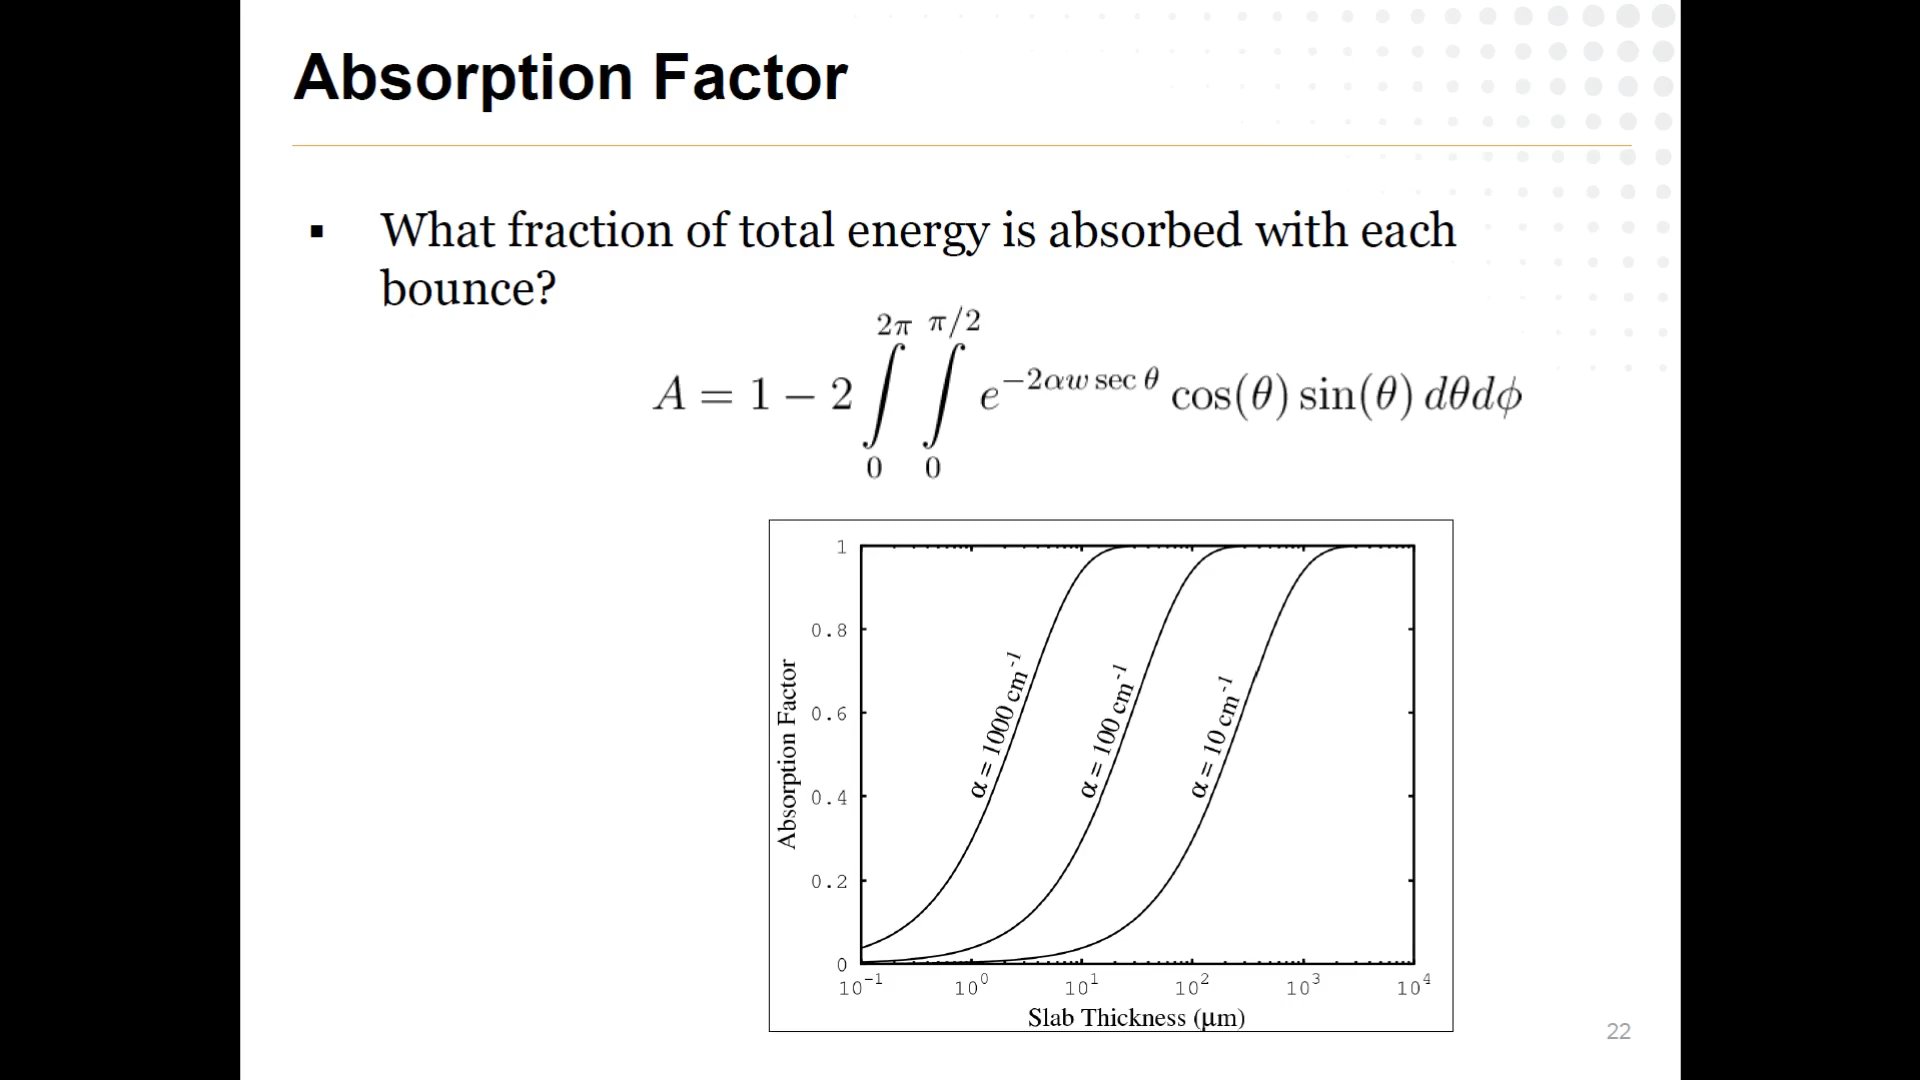 Absorption Factor
▪ What fraction of total energy is absorbed with each
bounce?
A = 1 − 2 ∫₀^{2π} ∫₀^{π/2} e^{−2αw sec θ} cos(θ) sin(θ) dθdϕ
1
0.8
0.6
0.4
0.2
0
Absorption Factor
α = 1000 cm⁻¹
α = 100 cm⁻¹
α = 10 cm⁻¹
10⁻¹ 10⁰ 10¹ 10² 10³ 10⁴
Slab Thickness (μm)
22